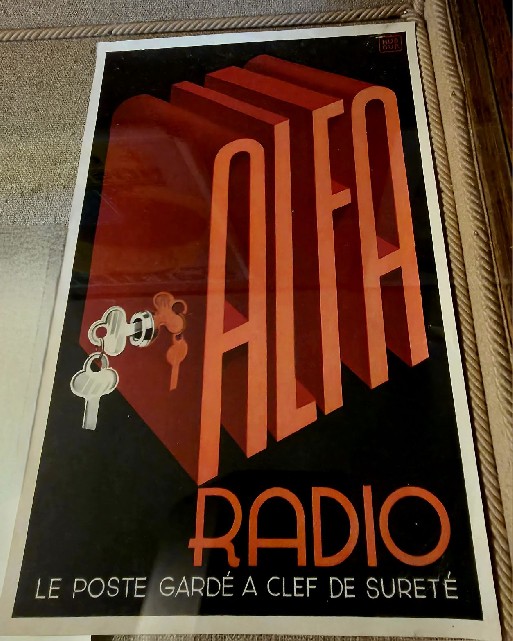 ALFA
RADIO
LE POSTE GARDÉ A CLEF DE SURETÉ